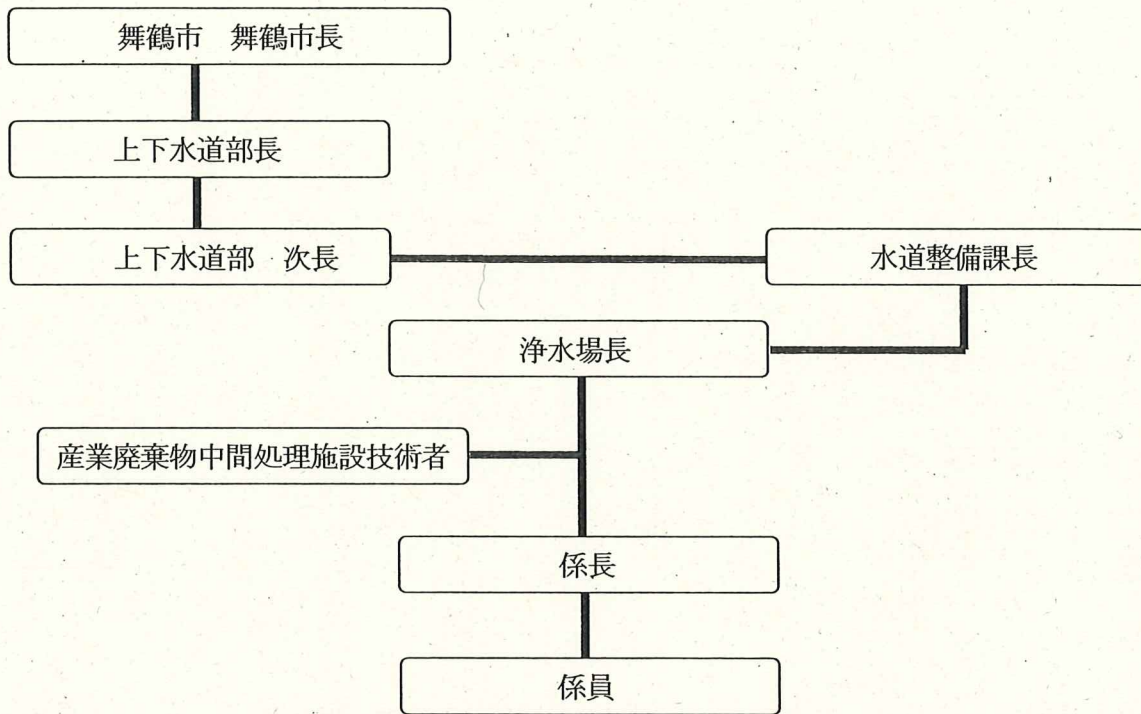 舞鶴市　舞鶴市長
上下水道部長
上下水道部　次長
水道整備課長
浄水場長
産業廃棄物中間処理施設技術者
係長
係員